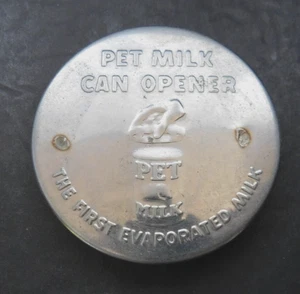 PET MILK
CAN OPENER
PET
MILK
THE FIRST EVAPORATED MILK